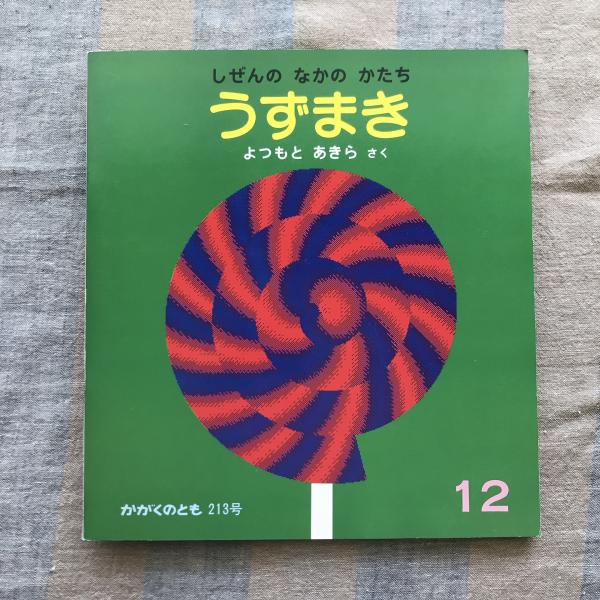 しぜんの なかの かたち
うずまき
よつもと あきら さく
かがくのとも 213号
12